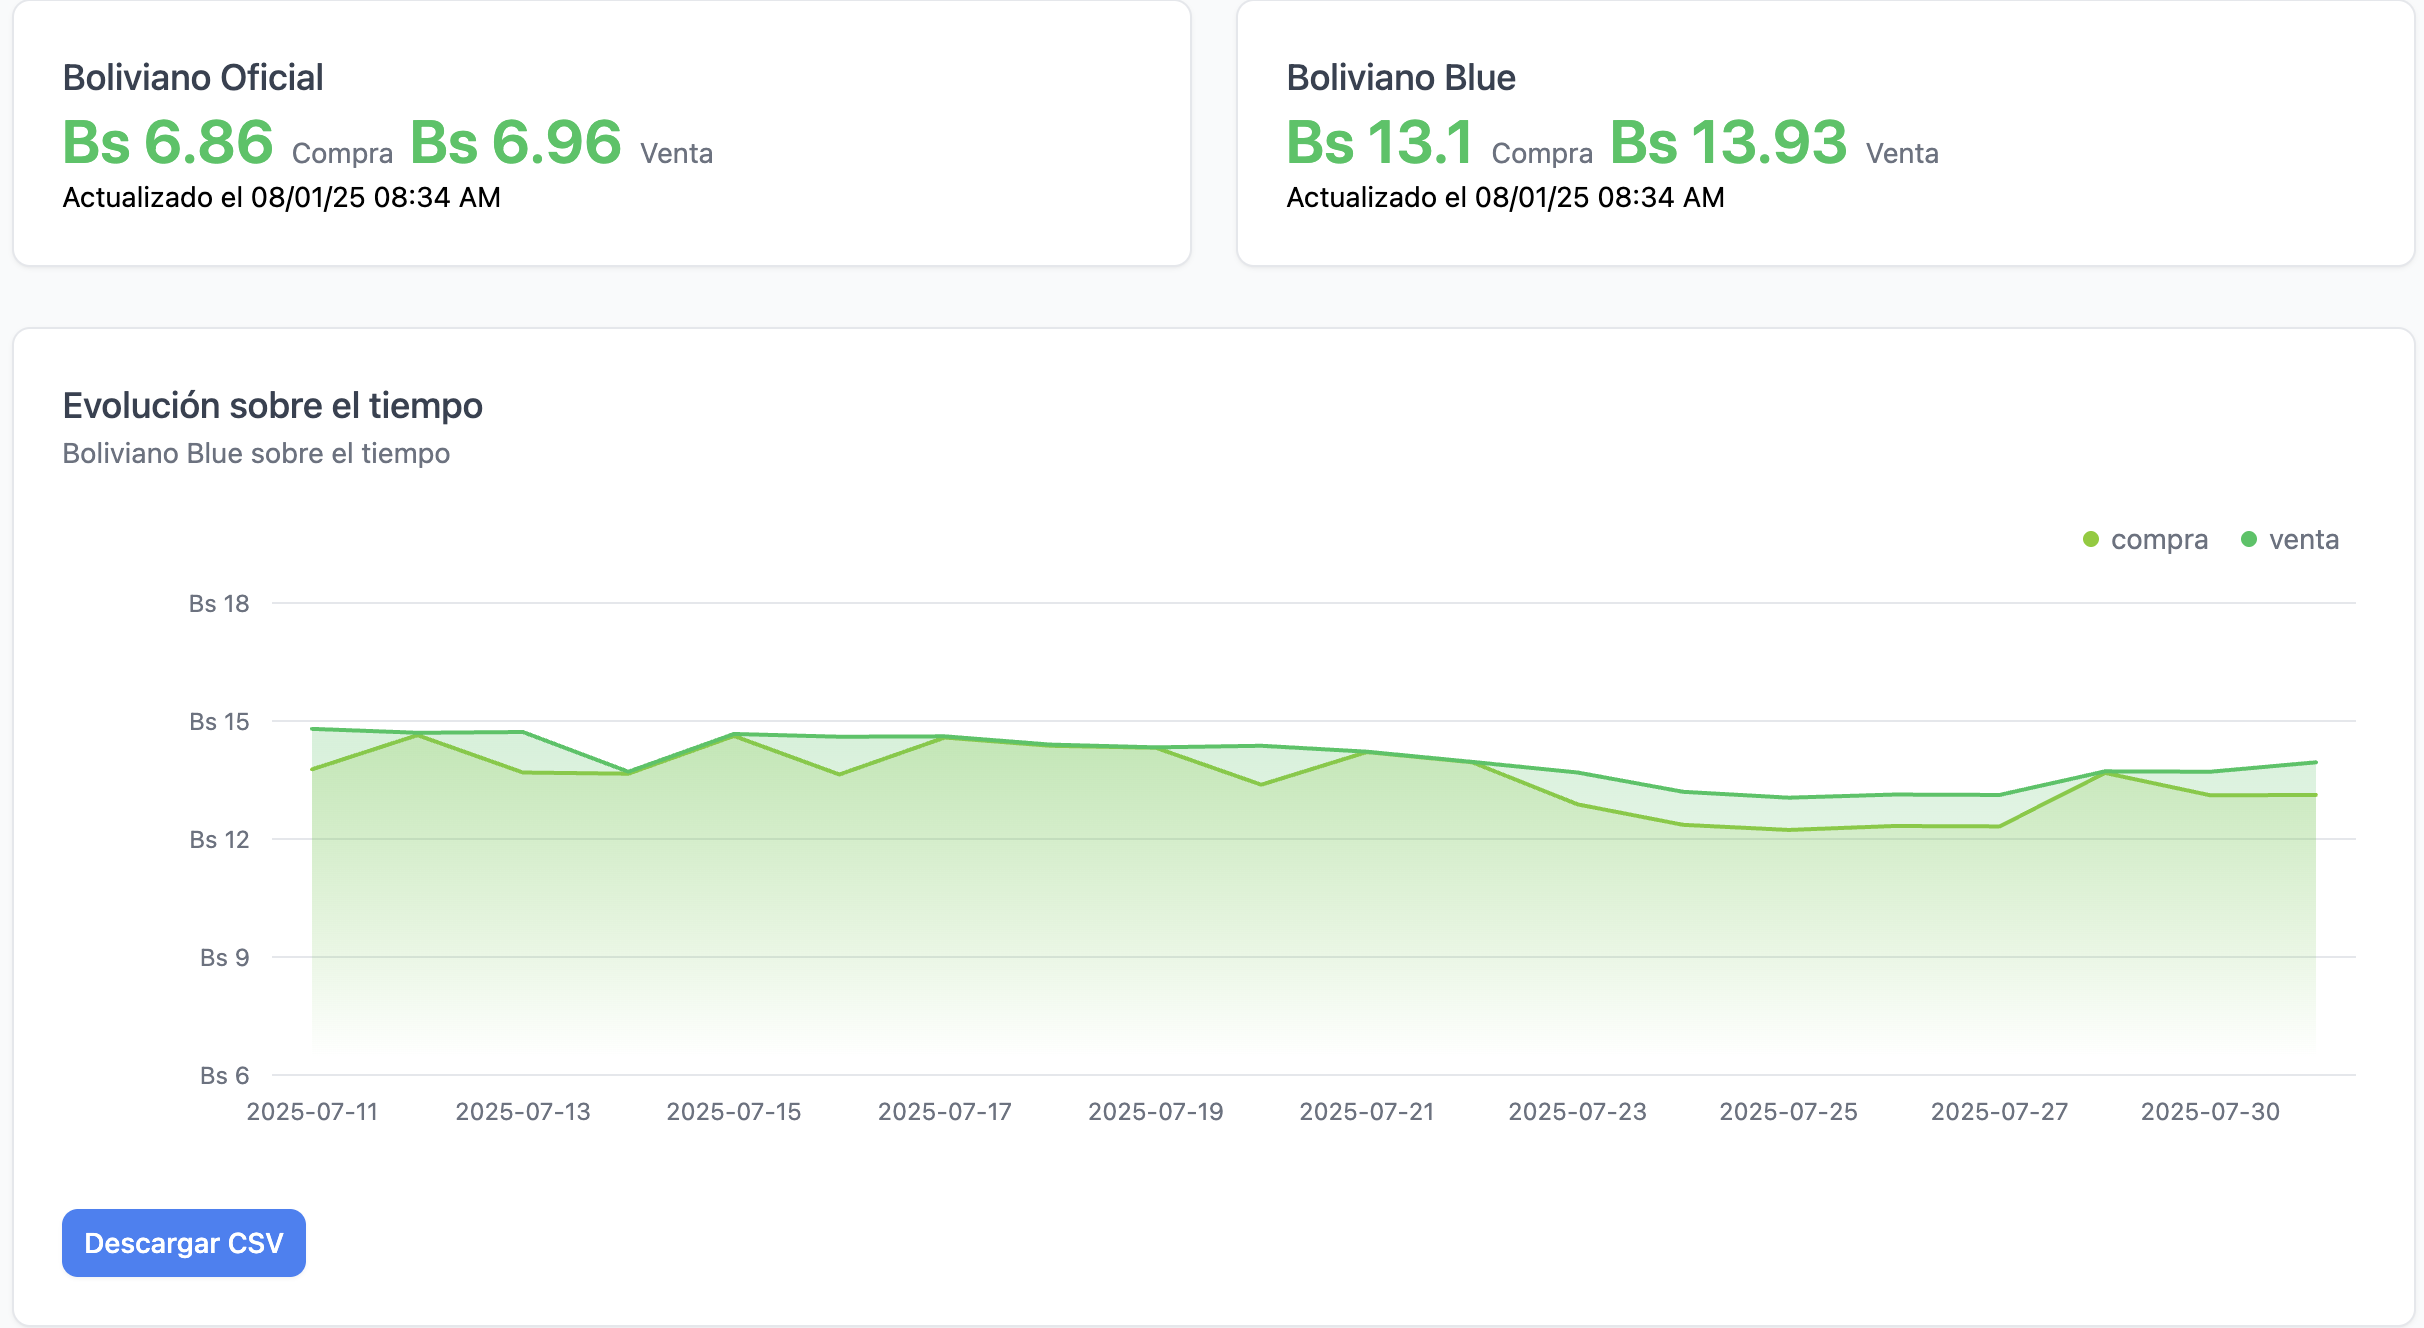 Boliviano Oficial
Bs 6.86 Compra Bs 6.96 Venta
Actualizado el 08/01/25 08:34 AM
Boliviano Blue
Bs 13.1 Compra Bs 13.93 Venta
Actualizado el 08/01/25 08:34 AM
Evolución sobre el tiempo
Boliviano Blue sobre el tiempo
compra venta
Bs 18
Bs 15
Bs 12
Bs 9
Bs 6
2025-07-11 2025-07-13 2025-07-15 2025-07-17 2025-07-19 2025-07-21 2025-07-23 2025-07-25 2025-07-27 2025-07-30
Descargar CSV